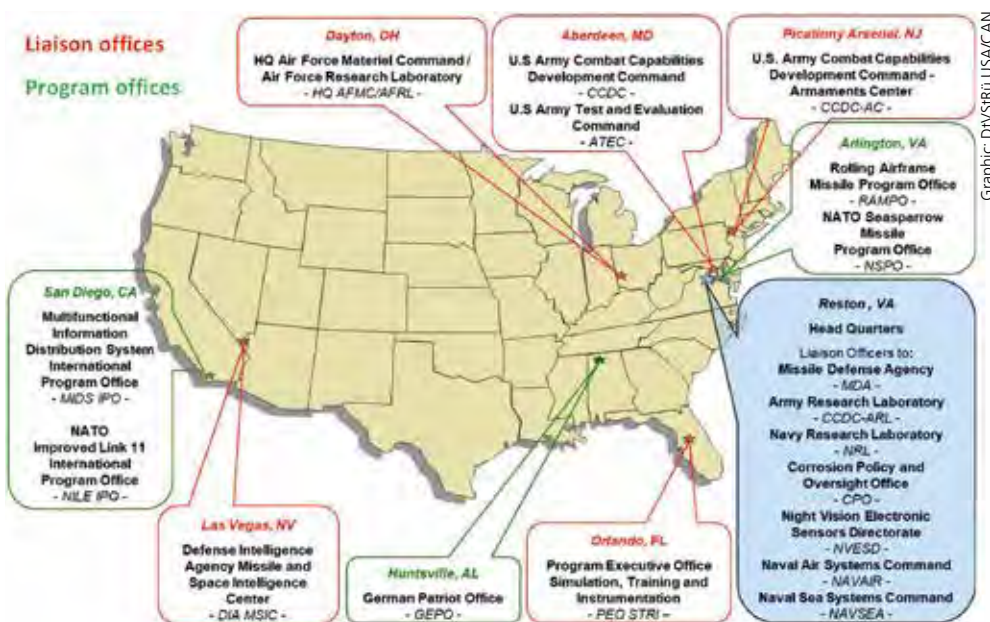 Liaison offices
Program offices
Dayton, OH
HQ Air Force Materiel Command /
Air Force Research Laboratory
- HQ AFMC/AFRL -
Aberdeen, MD
U.S Army Combat Capabilities
Development Command
- CCDC -
U.S Army Test and Evaluation
Command
- ATEC -
Picatinny Arsenal, NJ
U.S. Army Combat Capabilities
Development Command -
Armaments Center
- CCDC-AC -
Arlington, VA
Rolling Airframe
Missile Program Office
- RAMPO -
NATO Seasparrow
Missile
Program Office
- NSPO -
San Diego, CA
Multifunctional
Information
Distribution System
International
Program Office
- MIDS IPO -
NATO
Improved Link 11
International
Program Office
- NILE IPO -
Las Vegas, NV
Defense Intelligence
Agency Missile and
Space Intelligence
Center
- DIA MSIC -
Huntsville, AL
German Patriot Office
- GEPO -
Orlando, FL
Program Executive Office
Simulation, Training and
Instrumentation
- PEO STRI -
Reston , VA
Head Quarters
Liaison Officers to:
Missile Defense Agency
- MDA -
Army Research Laboratory
- CCDC-ARL -
Navy Research Laboratory
- NRL -
Corrosion Policy and
Oversight Office
- CPO -
Night Vision Electronic
Sensors Directorate
- NVESD -
Naval Air Systems Command
- NAVAIR -
Naval Sea Systems Command
- NAVSEA -
Graphic: DtVStRü USA/CAN